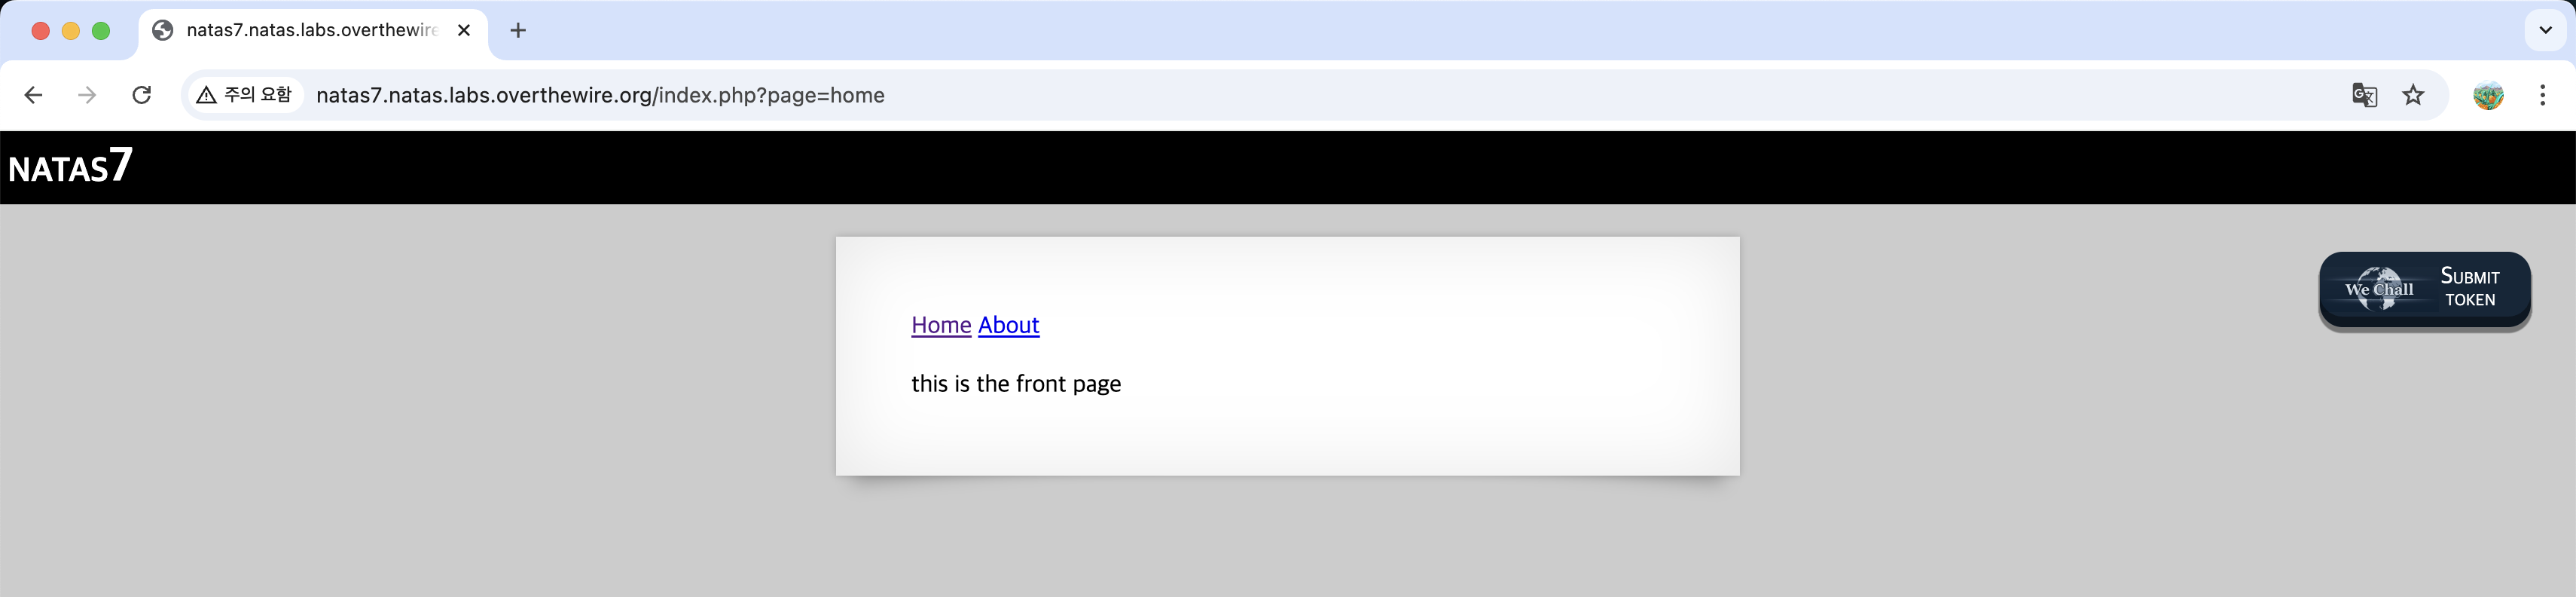 natas7.natas.labs.overthewire
주의 요함 natas7.natas.labs.overthewire.org/index.php?page=home
NATAS7
Home About
this is the front page
We Chall
SUBMIT
TOKEN